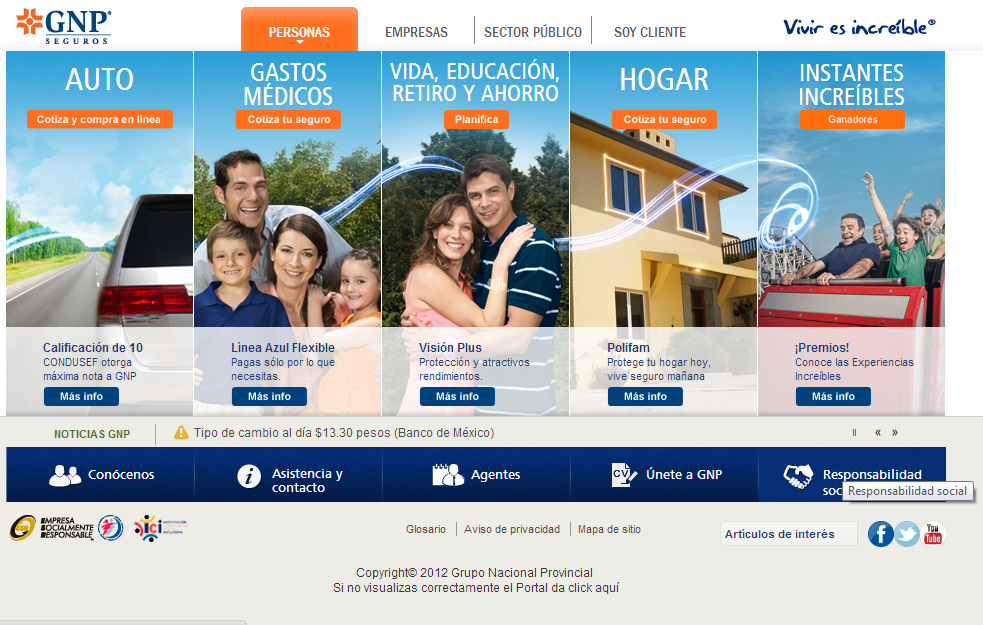 GNP®
SEGUROS
PERSONAS
EMPRESAS
SECTOR PÚBLICO
SOY CLIENTE
Vivir es increíble®
AUTO
Cotiza y compra en línea
GASTOS
MÉDICOS
Cotiza tu seguro
VIDA, EDUCACIÓN,
RETIRO Y AHORRO
Planifica
HOGAR
Cotiza tu seguro
INSTANTES
INCREÍBLES
Ganadores
Calificación de 10
CONDUSEF otorga
máxima nota a GNP
Más info
Línea Azul Flexible
Pagas sólo por lo que
necesitas.
Más info
Visión Plus
Protección y atractivos
rendimientos.
Más info
Polifam
Protege tu hogar hoy,
vive seguro mañana
Más info
¡Premios!
Conoce las Experiencias
Increíbles
Más info
NOTICIAS GNP
Tipo de cambio al día $13.30 pesos (Banco de México)
Conócenos
Asistencia y
contacto
Agentes
CV
Únete a GNP
Responsabilidad
soc
Responsabilidad social
EMPRESA
SOCIALMENTE
RESPONSABLE
Glosario
Aviso de privacidad
Mapa de sitio
Artículos de interés
You
Tube
Copyright© 2012 Grupo Nacional Provincial
Si no visualizas correctamente el Portal da click aquí